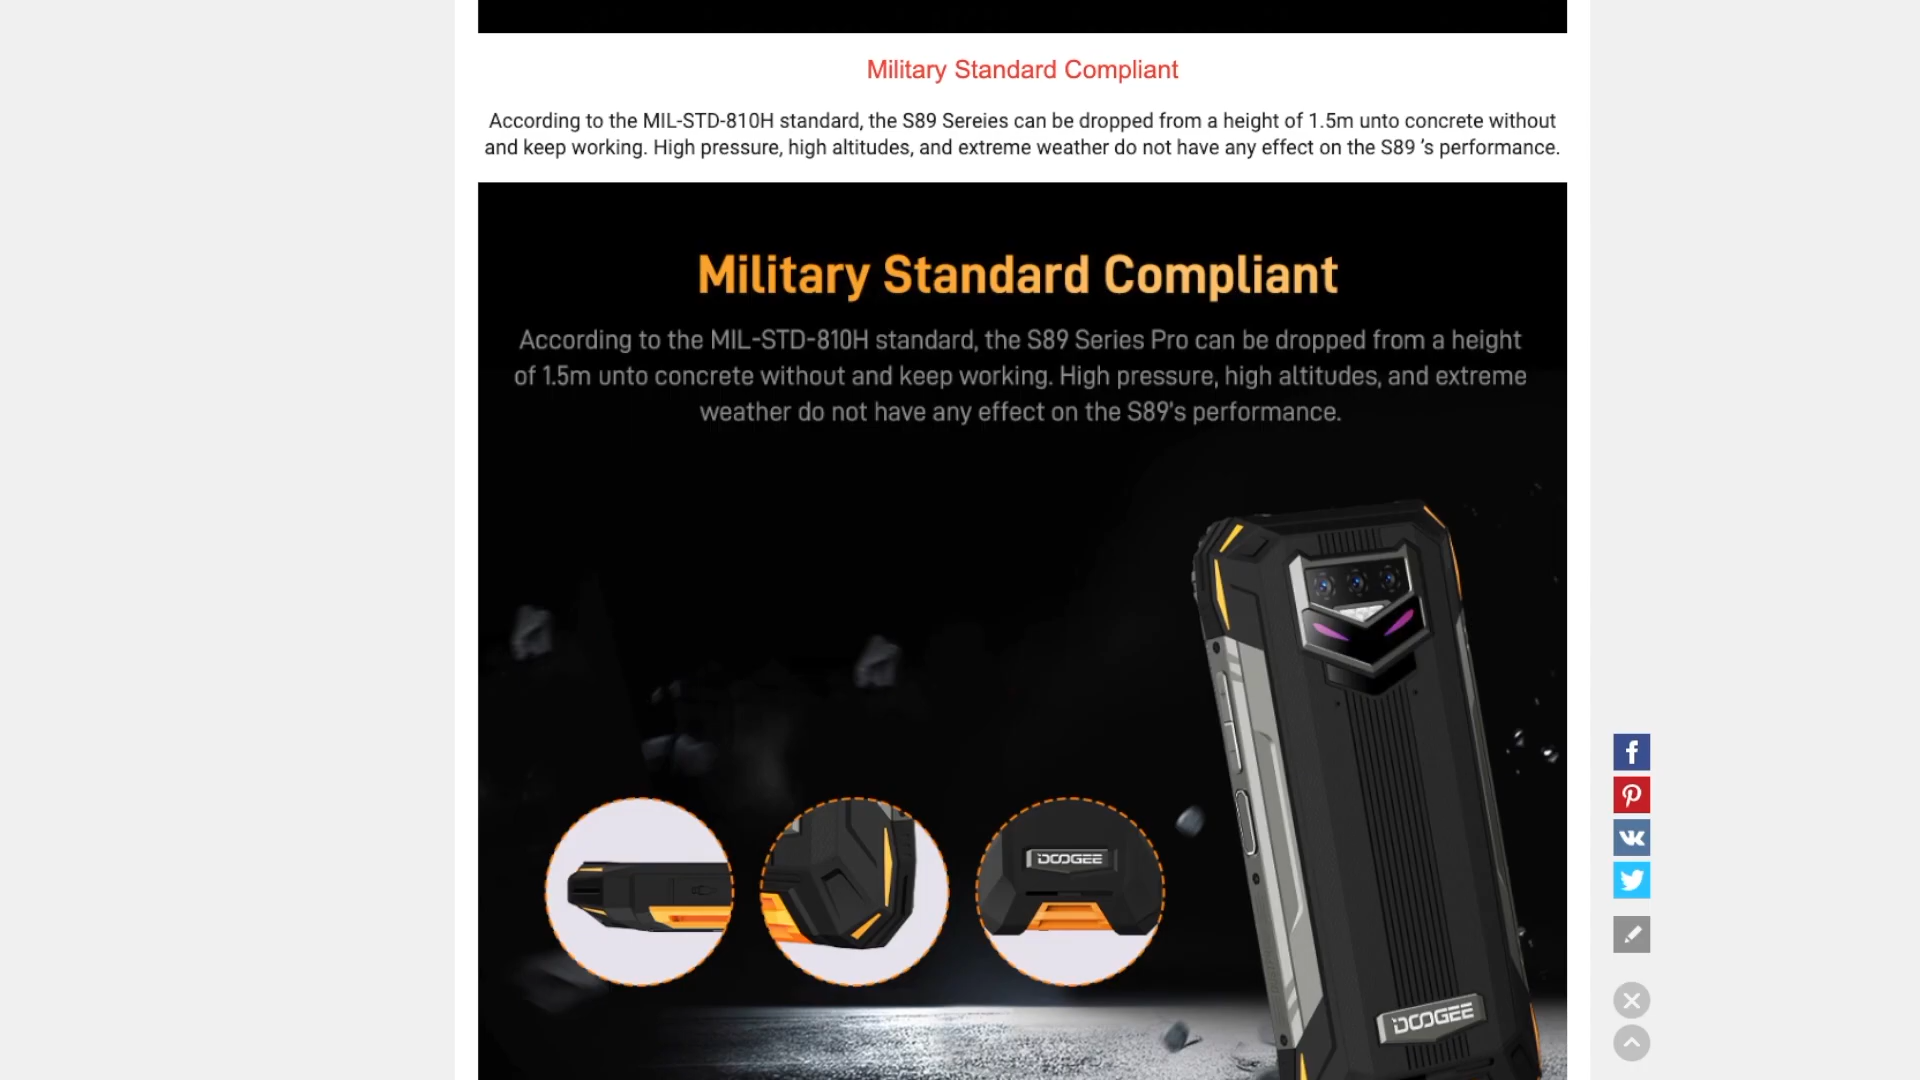 Military Standard Compliant
According to the MIL-STD-810H standard, the S89 Sereies can be dropped from a height of 1.5m unto concrete without
and keep working. High pressure, high altitudes, and extreme weather do not have any effect on the S89 ’s performance.
Military Standard Compliant
According to the MIL-STD-810H standard, the S89 Series Pro can be dropped from a height
of 1.5m unto concrete without and keep working. High pressure, high altitudes, and extreme
weather do not have any effect on the S89's performance.
DOOGEE
DOOGEE